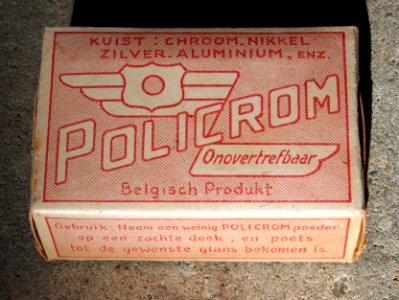 KUIST: CHROOM. NIKKEL
ZILVER. ALUMINIUM, ENZ.
POLICROM
Onovertrefbaar
Belgisch Produkt
Gebruik: Neem een weinig POLICROM poeder
op een zachte doek, en poets
tot de gewenste glans bekomen is.